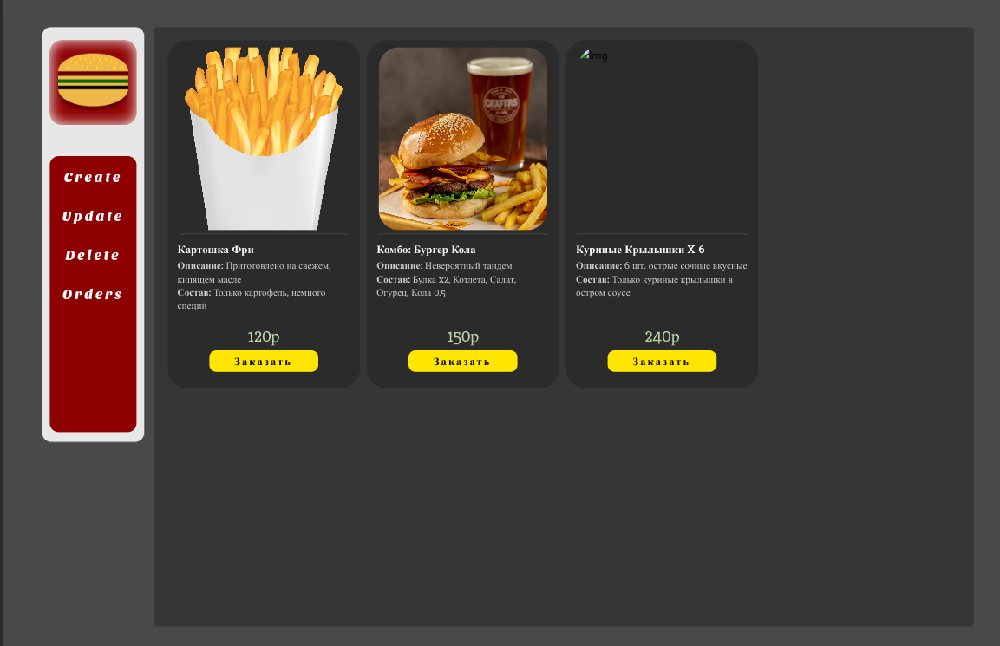 Create
Update
Delete
Orders
CRAFTERS
img
Картошка Фри
Описание: Приготовлено на свежем,
кипящем масле
Состав: Только картофель, немного
специй
120р
Заказать
Комбо: Бургер Кола
Описание: Невероятный тандем
Состав: Булка x2, Котлета, Салат,
Огурец, Кола 0.5
150р
Заказать
Куриные Крылышки X 6
Описание: 6 шт. острые сочные вкусные
Состав: Только куриные крылышки в
остром соусе
240р
Заказать